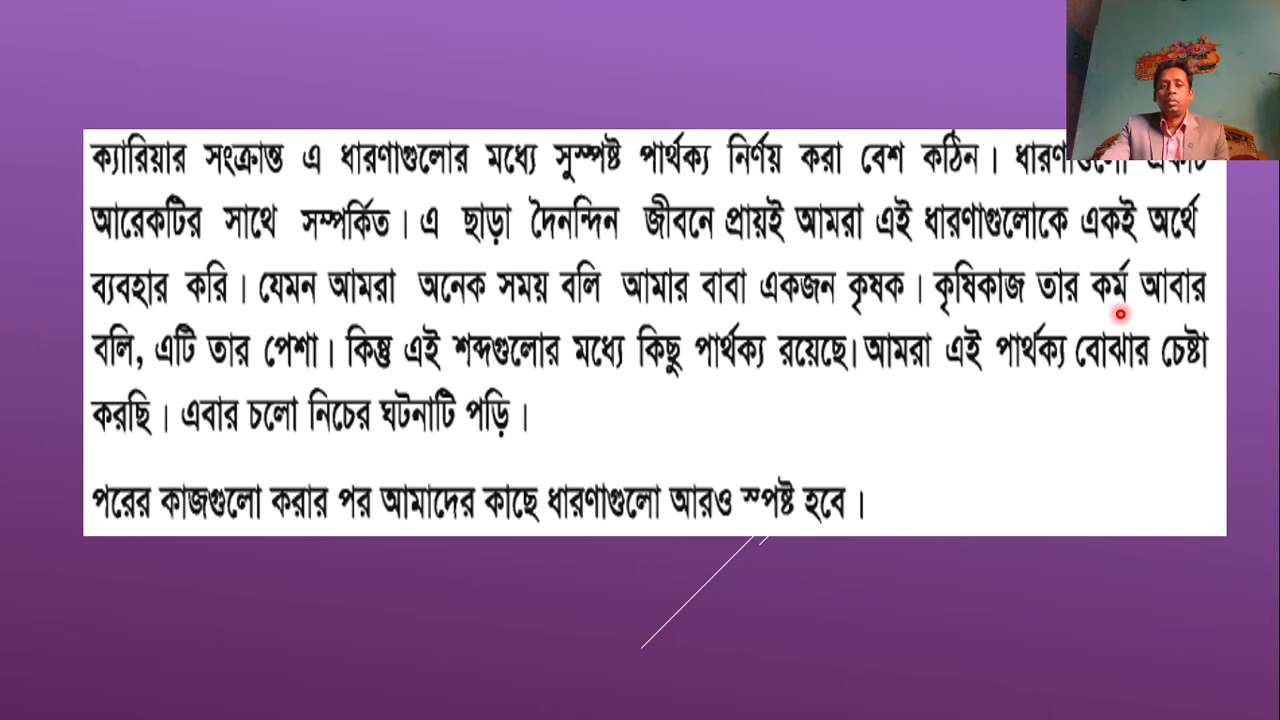 ক্যারিয়ার সংক্রান্ত এ ধারণাগুলোর মধ্যে সুস্পষ্ট পার্থক্য নির্ণয় করা বেশ কঠিন।
আরেকটির সাথে সম্পর্কিত। এ ছাড়া দৈনন্দিন জীবনে প্রায়ই আমরা এই ধারণাগুলোকে একই অর্থে
ব্যবহার করি। যেমন আমরা অনেক সময় বলি আমার বাবা একজন কৃষক। কৃষিকাজ তার কর্ম আবার
বলি, এটি তার পেশা। কিন্তু এই শব্দগুলোর মধ্যে কিছু পার্থক্য রয়েছে। আমরা এই পার্থক্য বোঝার চেষ্টা
করছি। এবার চলো নিচের ঘটনাটি পড়ি।
পরের কাজগুলো করার পর আমাদের কাছে ধারণাগুলো আরও স্পষ্ট হবে।